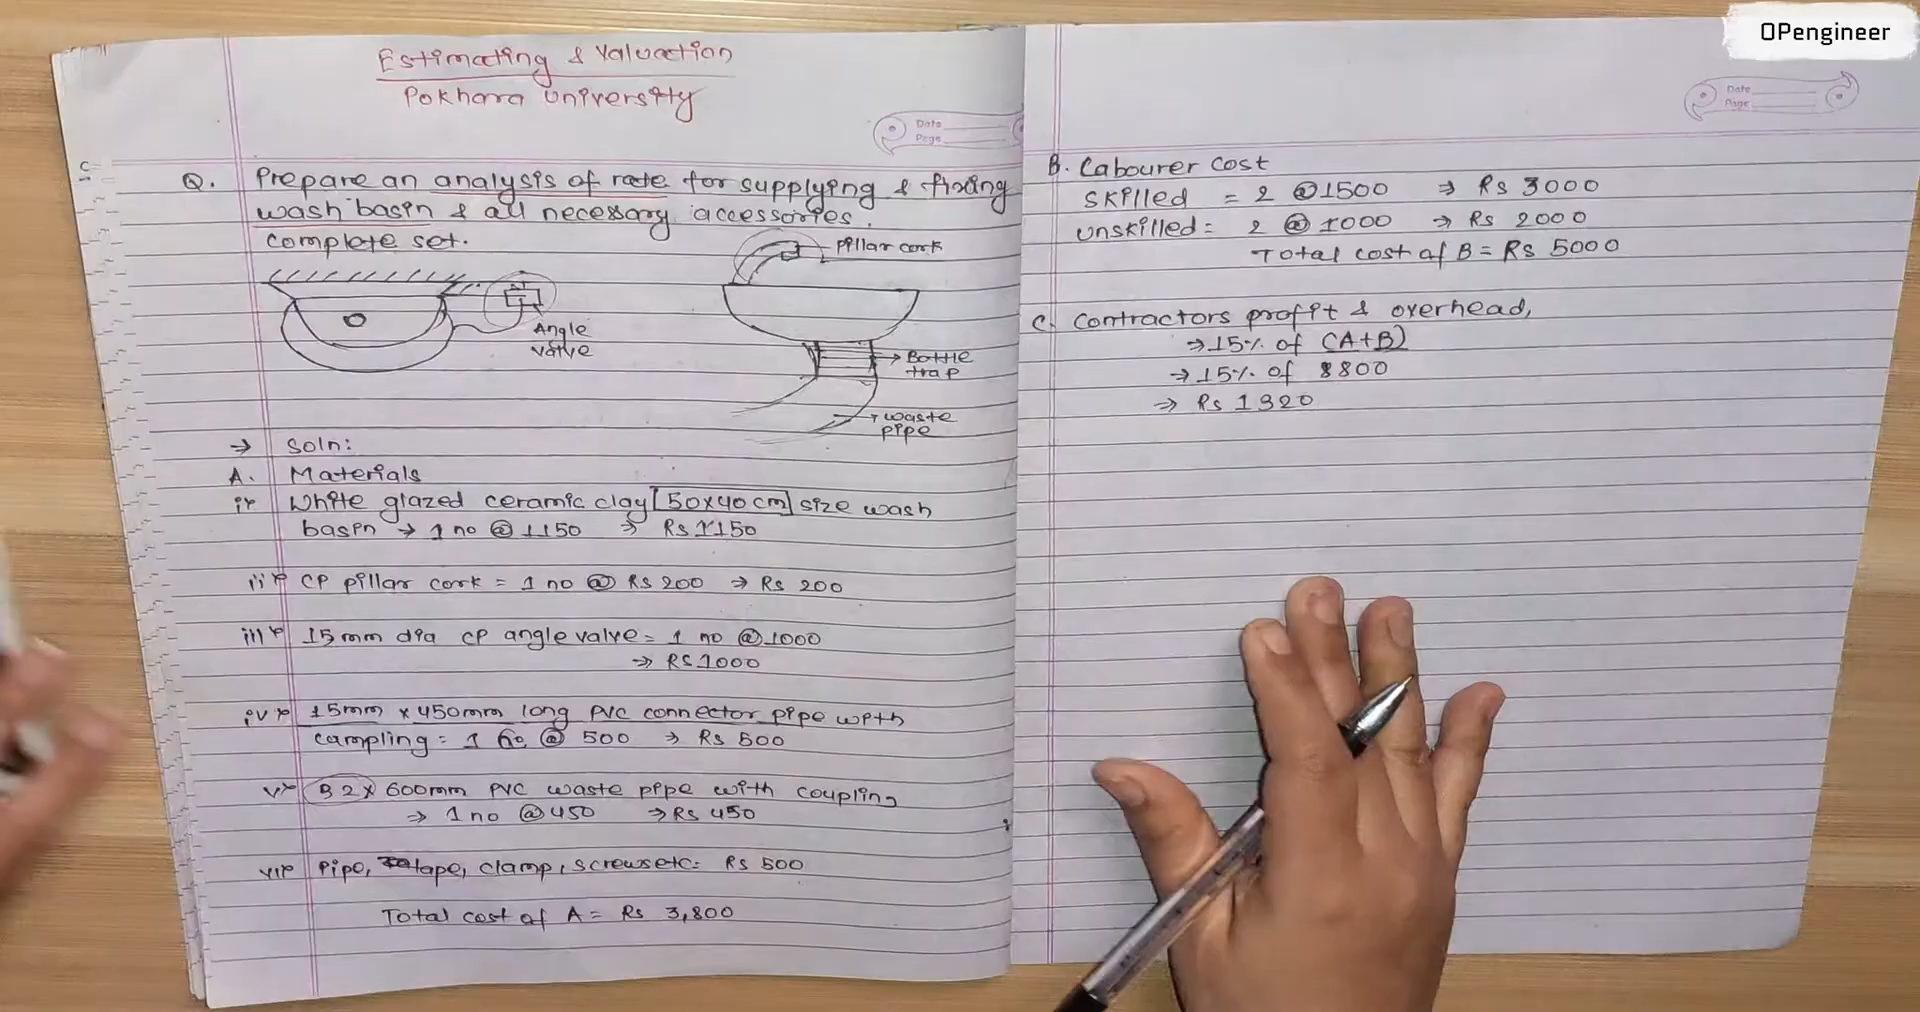 OPengineer
Estimating & Valuation
Pokhara University
Date
Page
Q. Prepare an analysis of rate for supplying & fixing
wash basin & all necessary accessories.
complete set.
Pillar cork
Angle
valve
Bottle
trap
waste
pipe
→ Soln:
A. Materials
i> White glazed ceramic clay [50x40 cm] size wash
basin → 1 no @ 1150 ⇒ Rs 1150
ii> CP pillar cork = 1 no @ Rs 200 → Rs 200
iii> 15mm dia CP angle valve = 1 no @ 1000
⇒ Rs 1000
iv> 15mm x 450mm long PVC connector pipe with
campling = 1 no @ 500 → Rs 500
v> 32 x 600mm PVC waste pipe with coupling
⇒ 1 no @ 450 ⇒ Rs 450
vi> Pipe, tape, clamp, screws etc = Rs 500
Total cost of A = Rs 3,800
Date
Page
B. Labourer cost
Skilled = 2 @ 1500 ⇒ Rs 3000
Unskilled = 2 @ 1000 → Rs 2000
Total cost of B = Rs 5000
C. Contractors profit & overhead,
→ 15% of (A+B)
→ 15% of 8800
⇒ Rs 1320